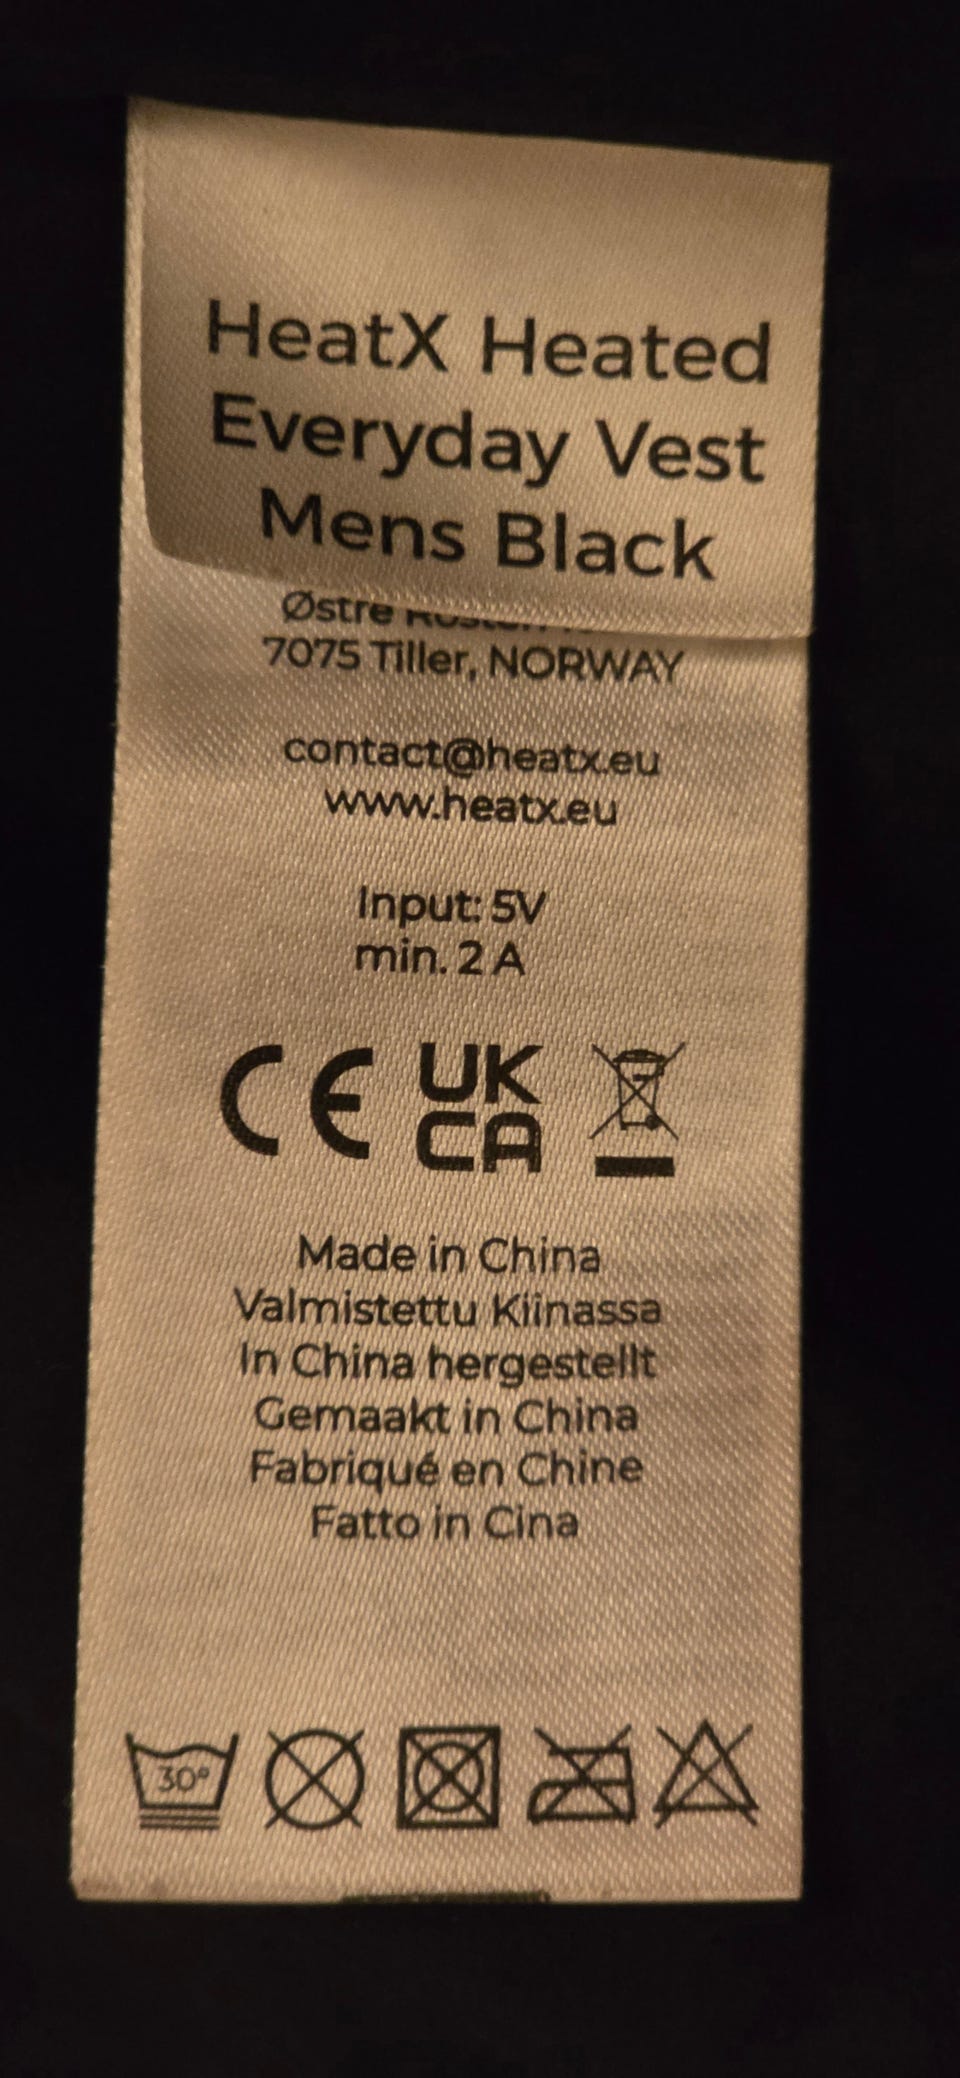 HeatX Heated
Everyday Vest
Mens Black
Østre
7075 Tiller, NORWAY
contact@heatx.eu
www.heatx.eu
Input: 5V
min. 2 A
CE
UK
CA
Made in China
Valmistettu Kiinassa
In China hergestellt
Gemaakt in China
Fabriqué en Chine
Fatto in Cina
30°